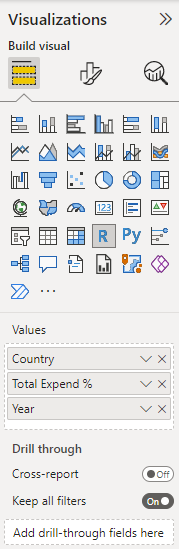 Visualizations
Build visual
123
R
Py
Values
Country
Total Expend %
Year
Drill through
Cross-report
Off
Keep all filters
On
Add drill-through fields here